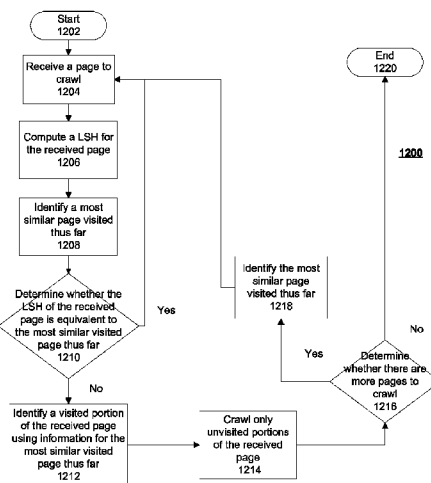 Start
1202
Receive a page to
crawl
1204
Compute a LSH for
the received page
1206
Identify a most
similar page visited
thus far
1208
Determine whether the
LSH of the received
page is equivalent to
the most similar visited
page thus far
1210
Yes
No
Identify a visited portion
of the received page
using information for the
most similar visited
page thus far
1212
Crawl only
unvisited portions
of the received
page
1214
Determine
whether there are
more pages to
crawl
1216
Yes
No
Identify the most
similar page
visited thus far
1218
End
1220
1200